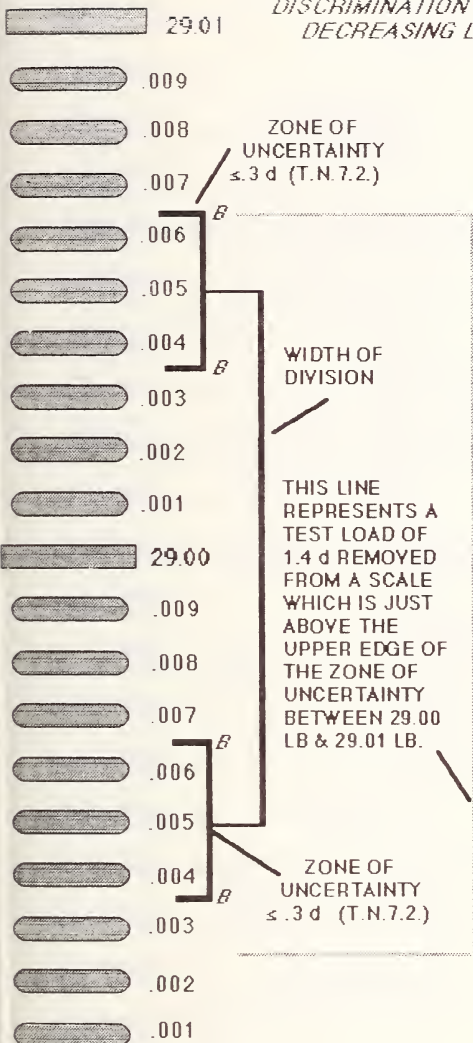 DISCRIMINATION
DECREASING L
29.01
.009
.008
.007
ZONE OF
UNCERTAINTY
≤.3 d (T.N.7.2.)
B
.006
.005
.004
B
WIDTH OF
DIVISION
.003
.002
.001
THIS LINE
REPRESENTS A
TEST LOAD OF
1.4 d REMOVED
FROM A SCALE
WHICH IS JUST
ABOVE THE
UPPER EDGE OF
THE ZONE OF
UNCERTAINTY
BETWEEN 29.00
LB & 29.01 LB.
29.00
.009
.008
.007
B
.006
.005
.004
B
ZONE OF
UNCERTAINTY
≤ .3 d (T.N.7.2.)
.003
.002
.001